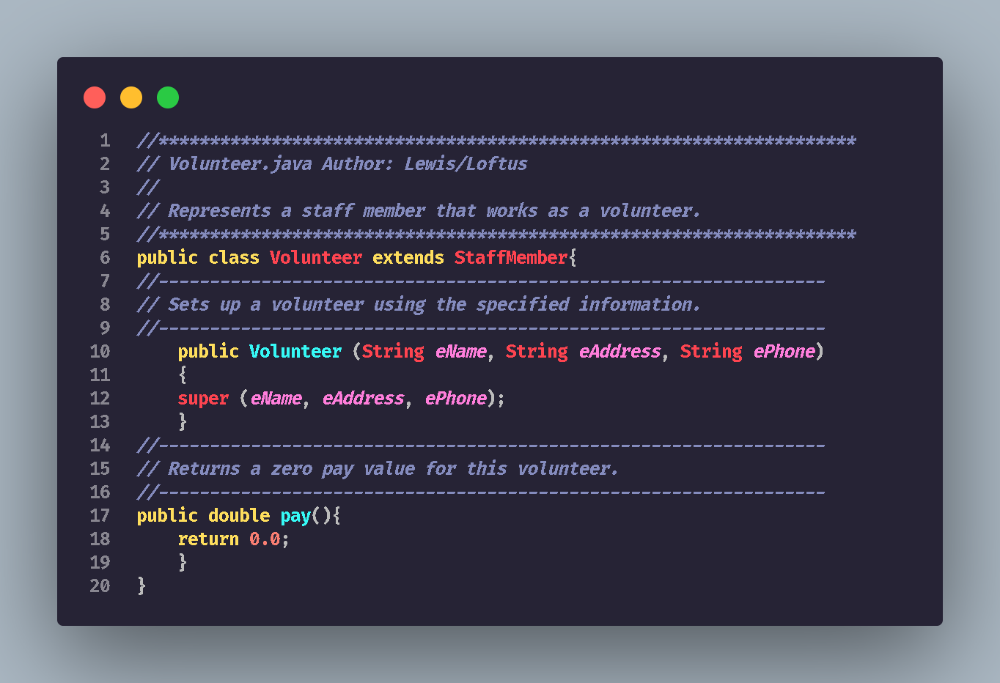 1 //********************************************************************
2 // Volunteer.java Author: Lewis/Loftus
3 //
4 // Represents a staff member that works as a volunteer.
5 //********************************************************************
6 public class Volunteer extends StaffMember{
7 //-----------------------------------------------------------------
8 // Sets up a volunteer using the specified information.
9 //-----------------------------------------------------------------
10     public Volunteer (String eName, String eAddress, String ePhone)
11     {
12     super (eName, eAddress, ePhone);
13     }
14 //-----------------------------------------------------------------
15 // Returns a zero pay value for this volunteer.
16 //-----------------------------------------------------------------
17 public double pay(){
18     return 0.0;
19     }
20 }